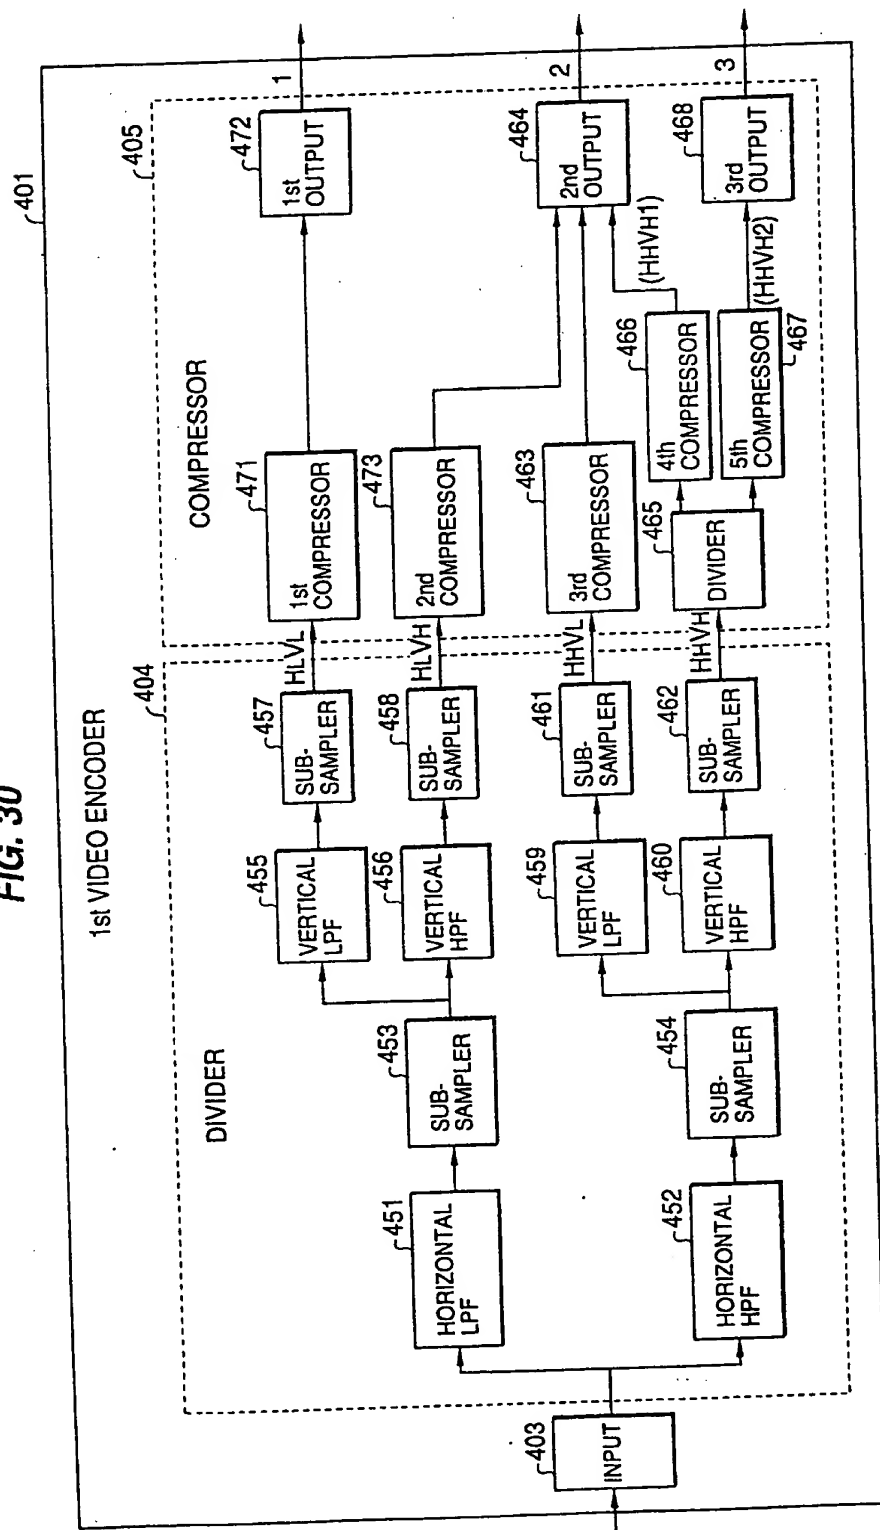 FIG. 30
1st VIDEO ENCODER
401
DIVIDER
404
COMPRESSOR
405
403
INPUT
451
HORIZONTAL
LPF
452
HORIZONTAL
HPF
453
SUB-
SAMPLER
454
SUB-
SAMPLER
455
VERTICAL
LPF
456
VERTICAL
HPF
459
VERTICAL
LPF
460
VERTICAL
HPF
457
SUB-
SAMPLER
458
SUB-
SAMPLER
461
SUB-
SAMPLER
462
SUB-
SAMPLER
HLVL
HLVH
HHVL
HHVH
471
1st
COMPRESSOR
473
2nd
COMPRESSOR
463
3rd
COMPRESSOR
465
DIVIDER
466
4th
COMPRESSOR
5th
COMPRESSOR
467
(HHVH1)
(HHVH2)
472
1st
OUTPUT
464
2nd
OUTPUT
468
3rd
OUTPUT
1
2
3